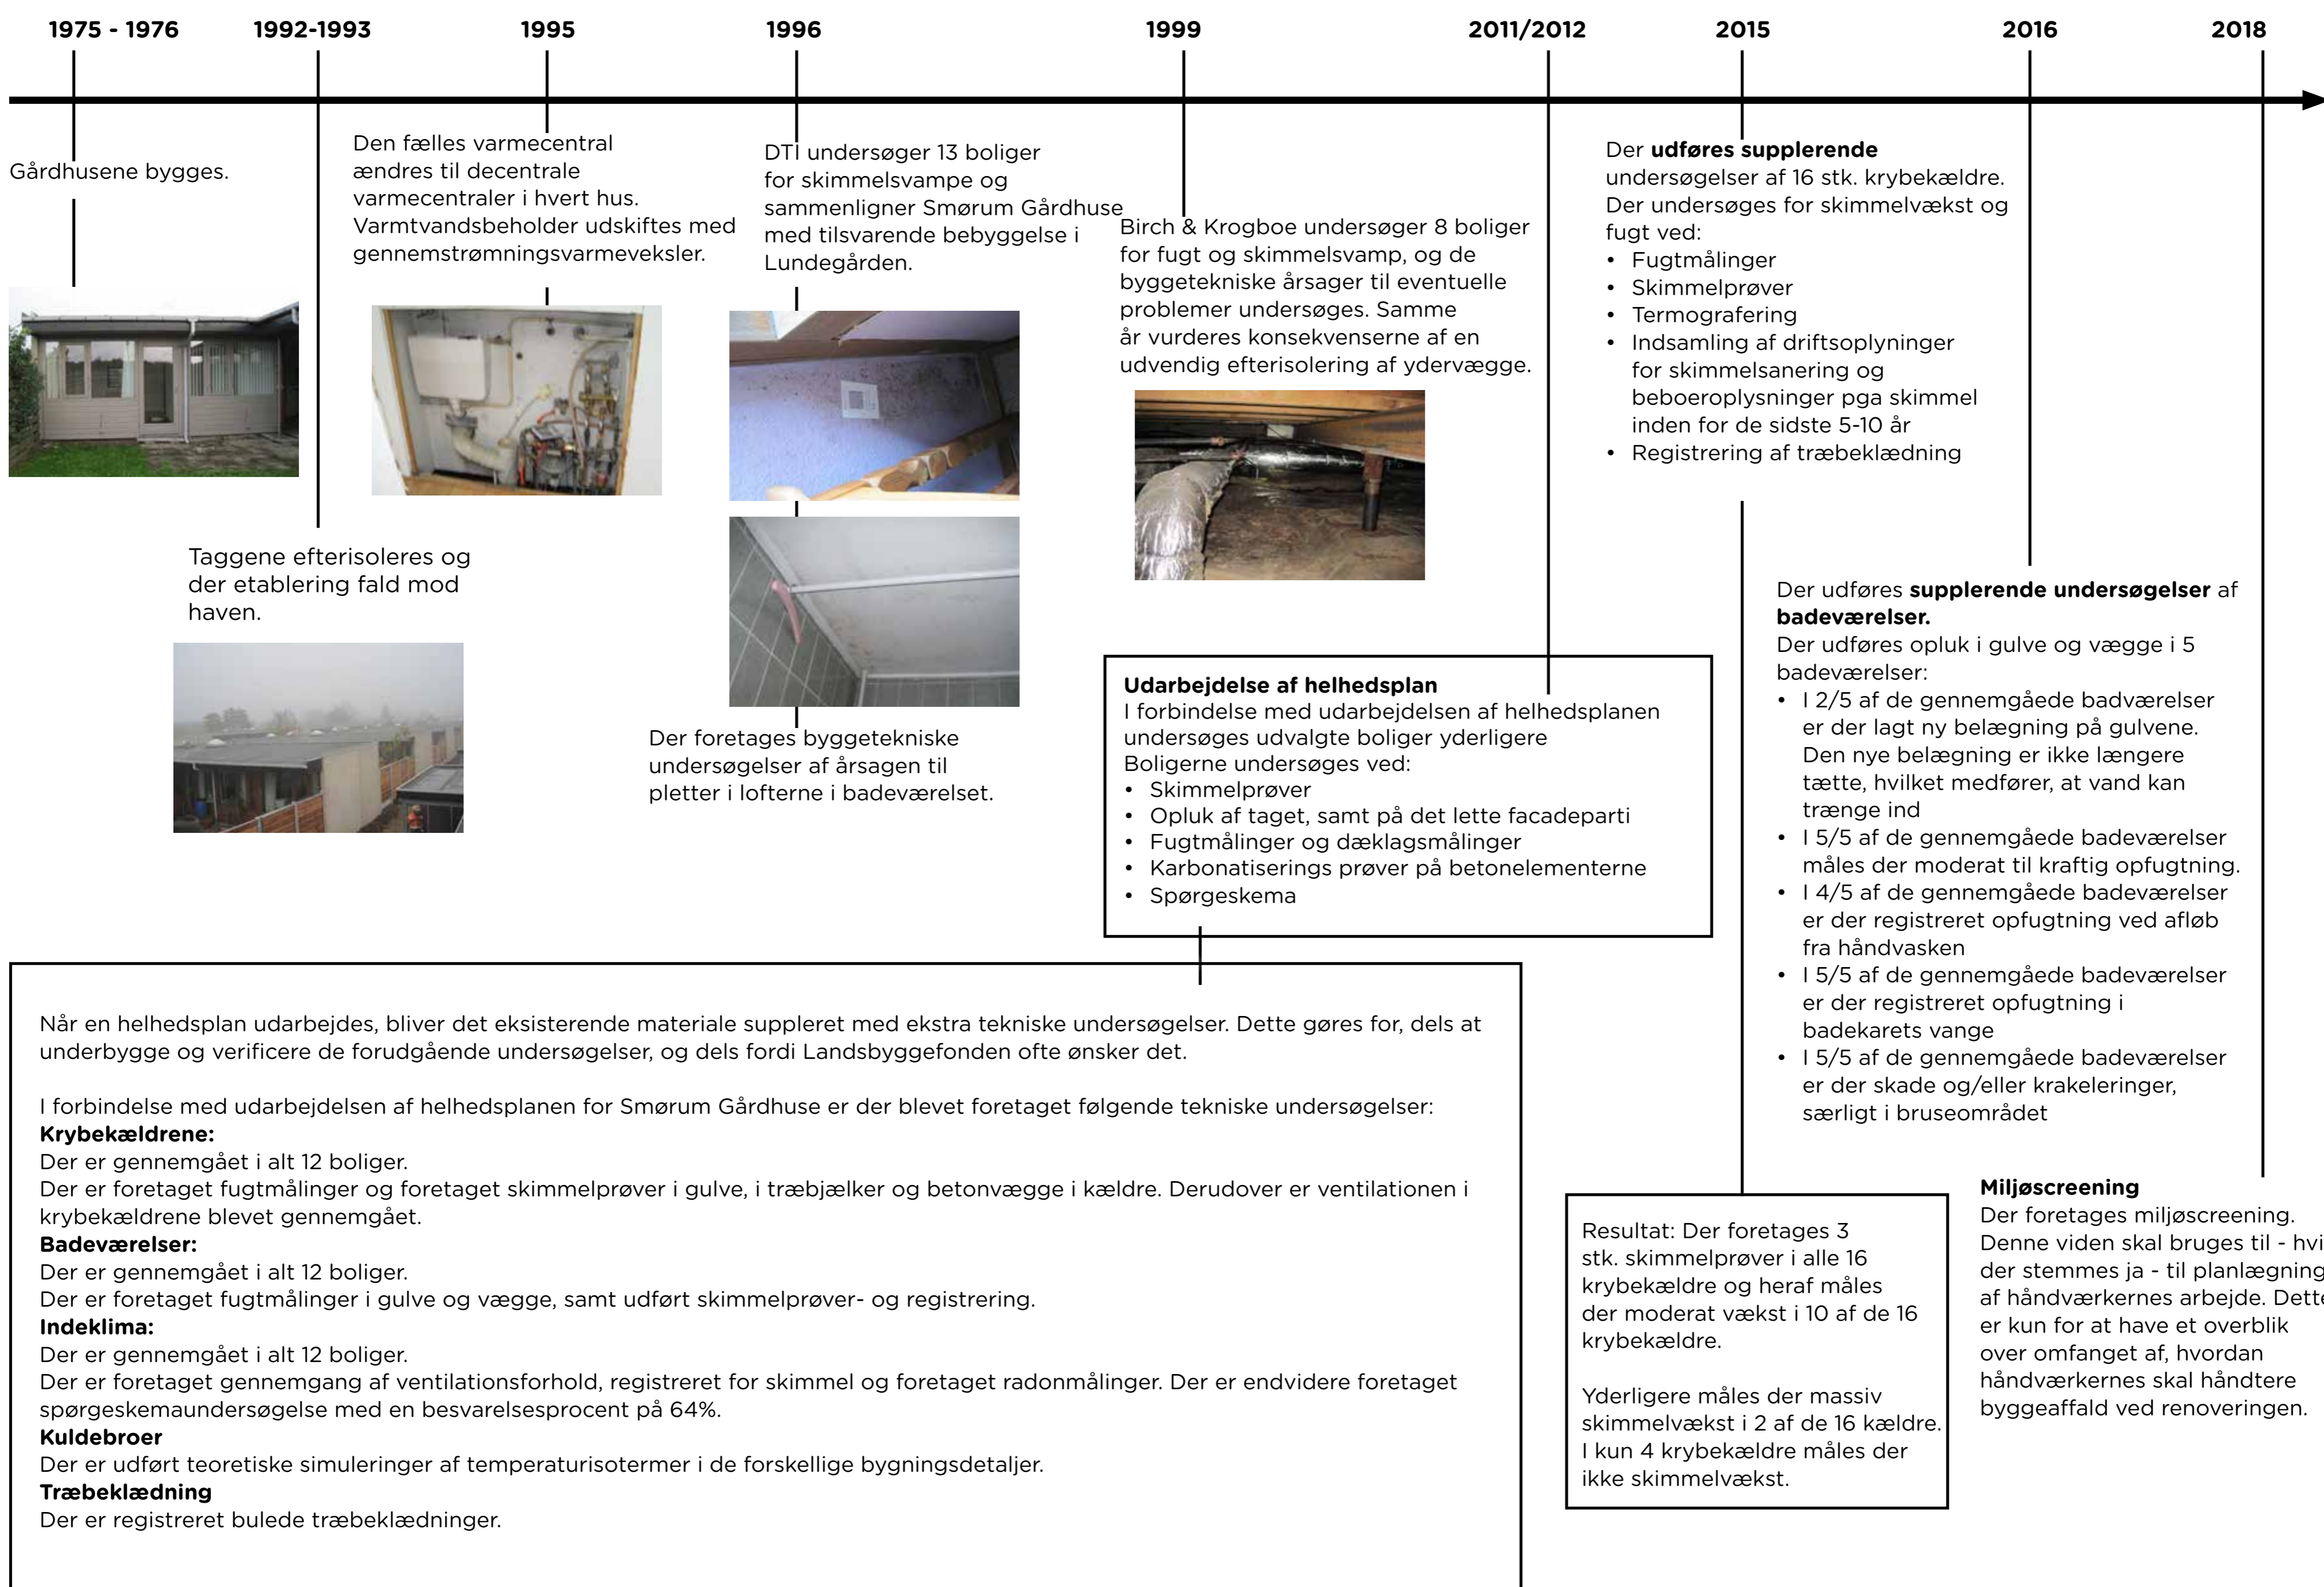 1975 - 1976
1992-1993
1995
1996
1999
2011/2012
2015
2016
2018
Gårdhusene bygges.
Taggene efterisoleres og
der etablering fald mod
haven.
Den fælles varmecentral
ændres til decentrale
varmecentraler i hvert hus.
Varmtvandsbeholder udskiftes med
gennemstrømningsvarmeveksler.
DTI undersøger 13 boliger
for skimmelsvampe og
sammenligner Smørum Gårdhuse
med tilsvarende bebyggelse i
Lundegården.
Der foretages byggetekniske
undersøgelser af årsagen til
pletter i lofterne i badeværelset.
Birch & Krogboe undersøger 8 boliger
for fugt og skimmelsvamp, og de
byggetekniske årsager til eventuelle
problemer undersøges. Samme
år vurderes konsekvenserne af en
udvendig efterisolering af ydervægge.
Udarbejdelse af helhedsplan
I forbindelse med udarbejdelsen af helhedsplanen
undersøges udvalgte boliger yderligere
Boligerne undersøges ved:
• Skimmelprøver
• Opluk af taget, samt på det lette facadeparti
• Fugtmålinger og dæklagsmålinger
• Karbonatiserings prøver på betonelementerne
• Spørgeskema
Når en helhedsplan udarbejdes, bliver det eksisterende materiale suppleret med ekstra tekniske undersøgelser. Dette gøres for, dels at
underbygge og verificere de forudgående undersøgelser, og dels fordi Landsbyggefonden ofte ønsker det.
I forbindelse med udarbejdelsen af helhedsplanen for Smørum Gårdhuse er der blevet foretaget følgende tekniske undersøgelser:
Krybekældrene:
Der er gennemgået i alt 12 boliger.
Der er foretaget fugtmålinger og foretaget skimmelprøver i gulve, i træbjælker og betonvægge i kældre. Derudover er ventilationen i
krybekældrene blevet gennemgået.
Badeværelser:
Der er gennemgået i alt 12 boliger.
Der er foretaget fugtmålinger i gulve og vægge, samt udført skimmelprøver- og registrering.
Indeklima:
Der er gennemgået i alt 12 boliger.
Der er foretaget gennemgang af ventilationsforhold, registreret for skimmel og foretaget radonmålinger. Der er endvidere foretaget
spørgeskemaundersøgelse med en besvarelsesprocent på 64%.
Kuldebroer
Der er udført teoretiske simuleringer af temperaturisotermer i de forskellige bygningsdetaljer.
Træbeklædning
Der er registreret bulede træbeklædninger.
Der udføres supplerende
undersøgelser af 16 stk. krybekældre.
Der undersøges for skimmelvækst og
fugt ved:
• Fugtmålinger
• Skimmelprøver
• Termografering
• Indsamling af driftsoplyninger
for skimmelsanering og
beboeroplysninger pga skimmel
inden for de sidste 5-10 år
• Registrering af træbeklædning
Resultat: Der foretages 3
stk. skimmelprøver i alle 16
krybekældre og heraf måles
der moderat vækst i 10 af de 16
krybekældre.
Yderligere måles der massiv
skimmelvækst i 2 af de 16 kældre.
I kun 4 krybekældre måles der
ikke skimmelvækst.
Der udføres supplerende undersøgelser af
badeværelser.
Der udføres opluk i gulve og vægge i 5
badeværelser:
• I 2/5 af de gennemgåede badværelser
er der lagt ny belægning på gulvene.
Den nye belægning er ikke længere
tætte, hvilket medfører, at vand kan
trænge ind
• I 5/5 af de gennemgåede badeværelser
måles der moderat til kraftig opfugtning.
• I 4/5 af de gennemgåede badeværelser
er der registreret opfugtning ved afløb
fra håndvasken
• I 5/5 af de gennemgåede badeværelser
er der registreret opfugtning i
badekarets vange
• I 5/5 af de gennemgåede badeværelser
er der skade og/eller krakeleringer,
særligt i bruseområdet
Miljøscreening
Der foretages miljøscreening.
Denne viden skal bruges til - hvi
der stemmes ja - til planlægning
af håndværkernes arbejde. Dette
er kun for at have et overblik
over omfanget af, hvordan
håndværkernes skal håndtere
byggeaffald ved renoveringen.